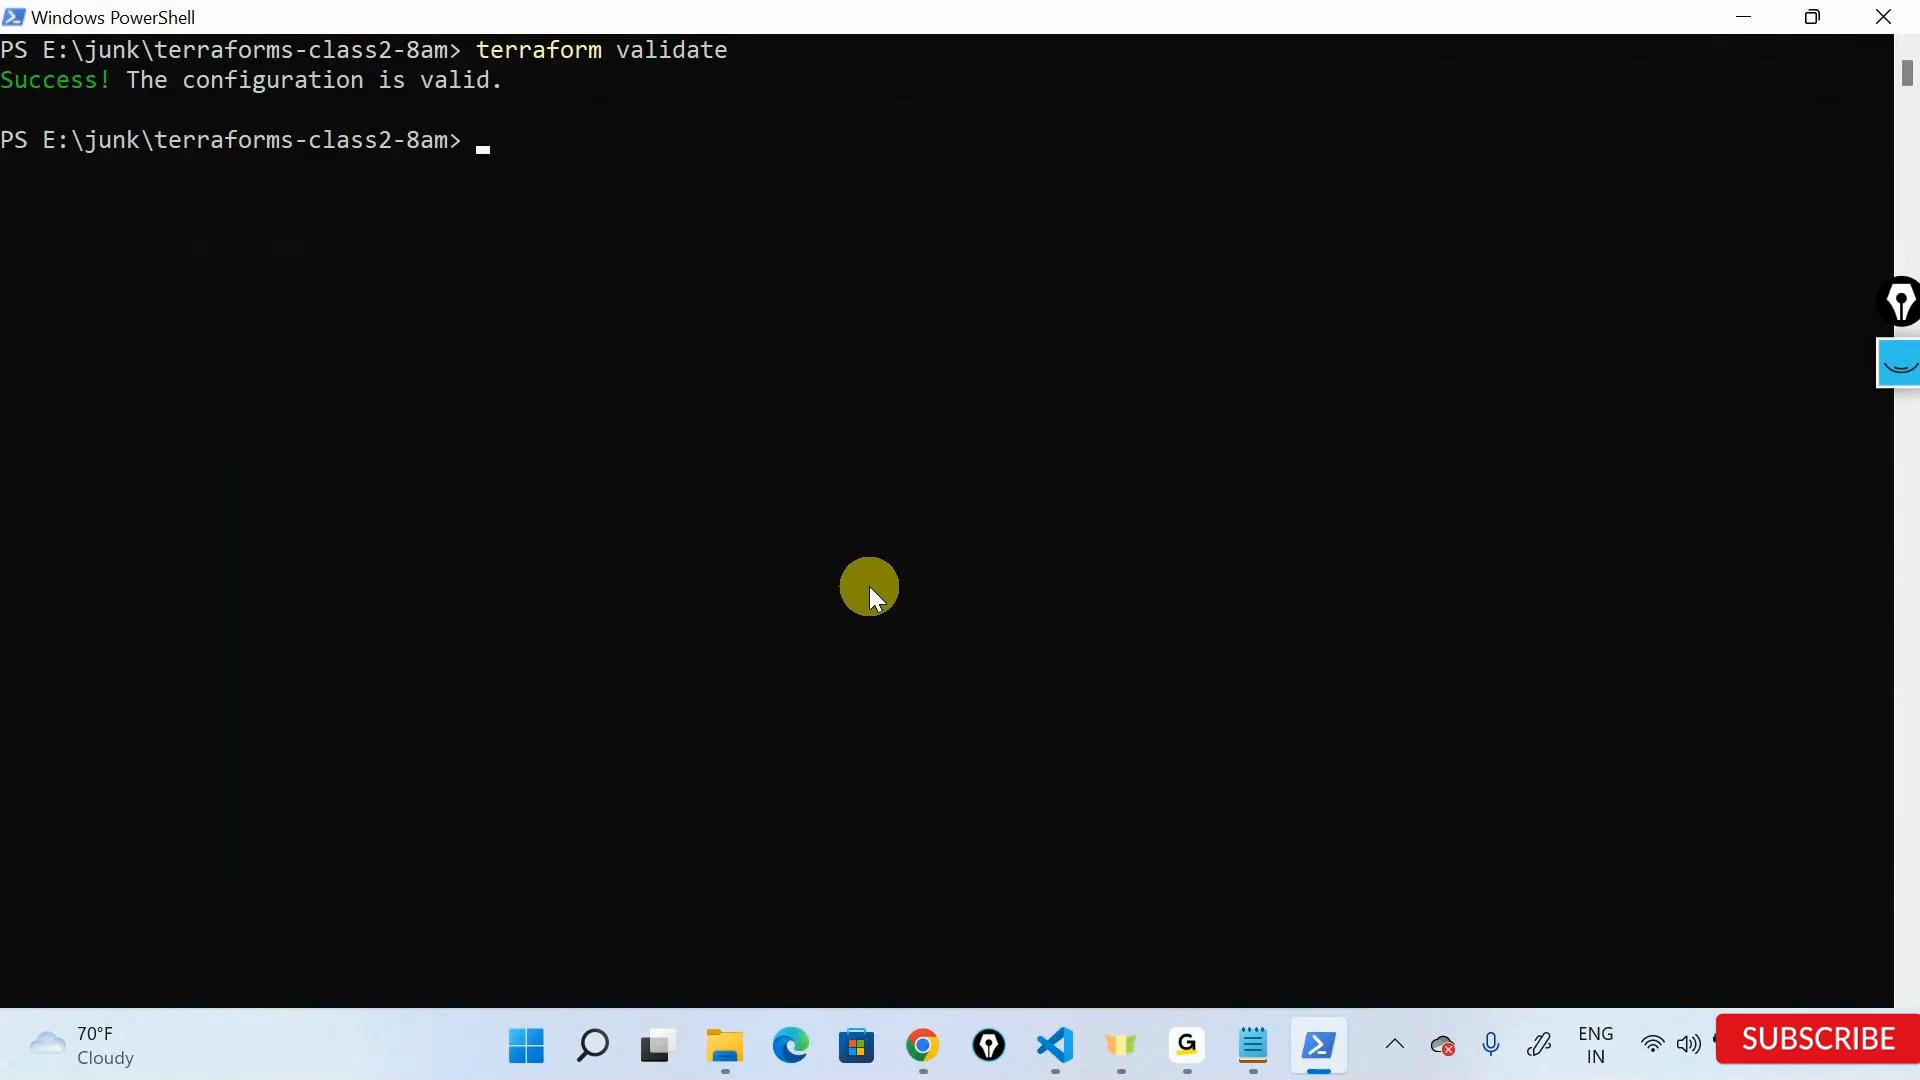 Windows PowerShell
PS E:\junk\terraforms-class2-8am> terraform validate
Success! The configuration is valid.
PS E:\junk\terraforms-class2-8am>
70°F
Cloudy
G
ENG
IN
SUBSCRIBE